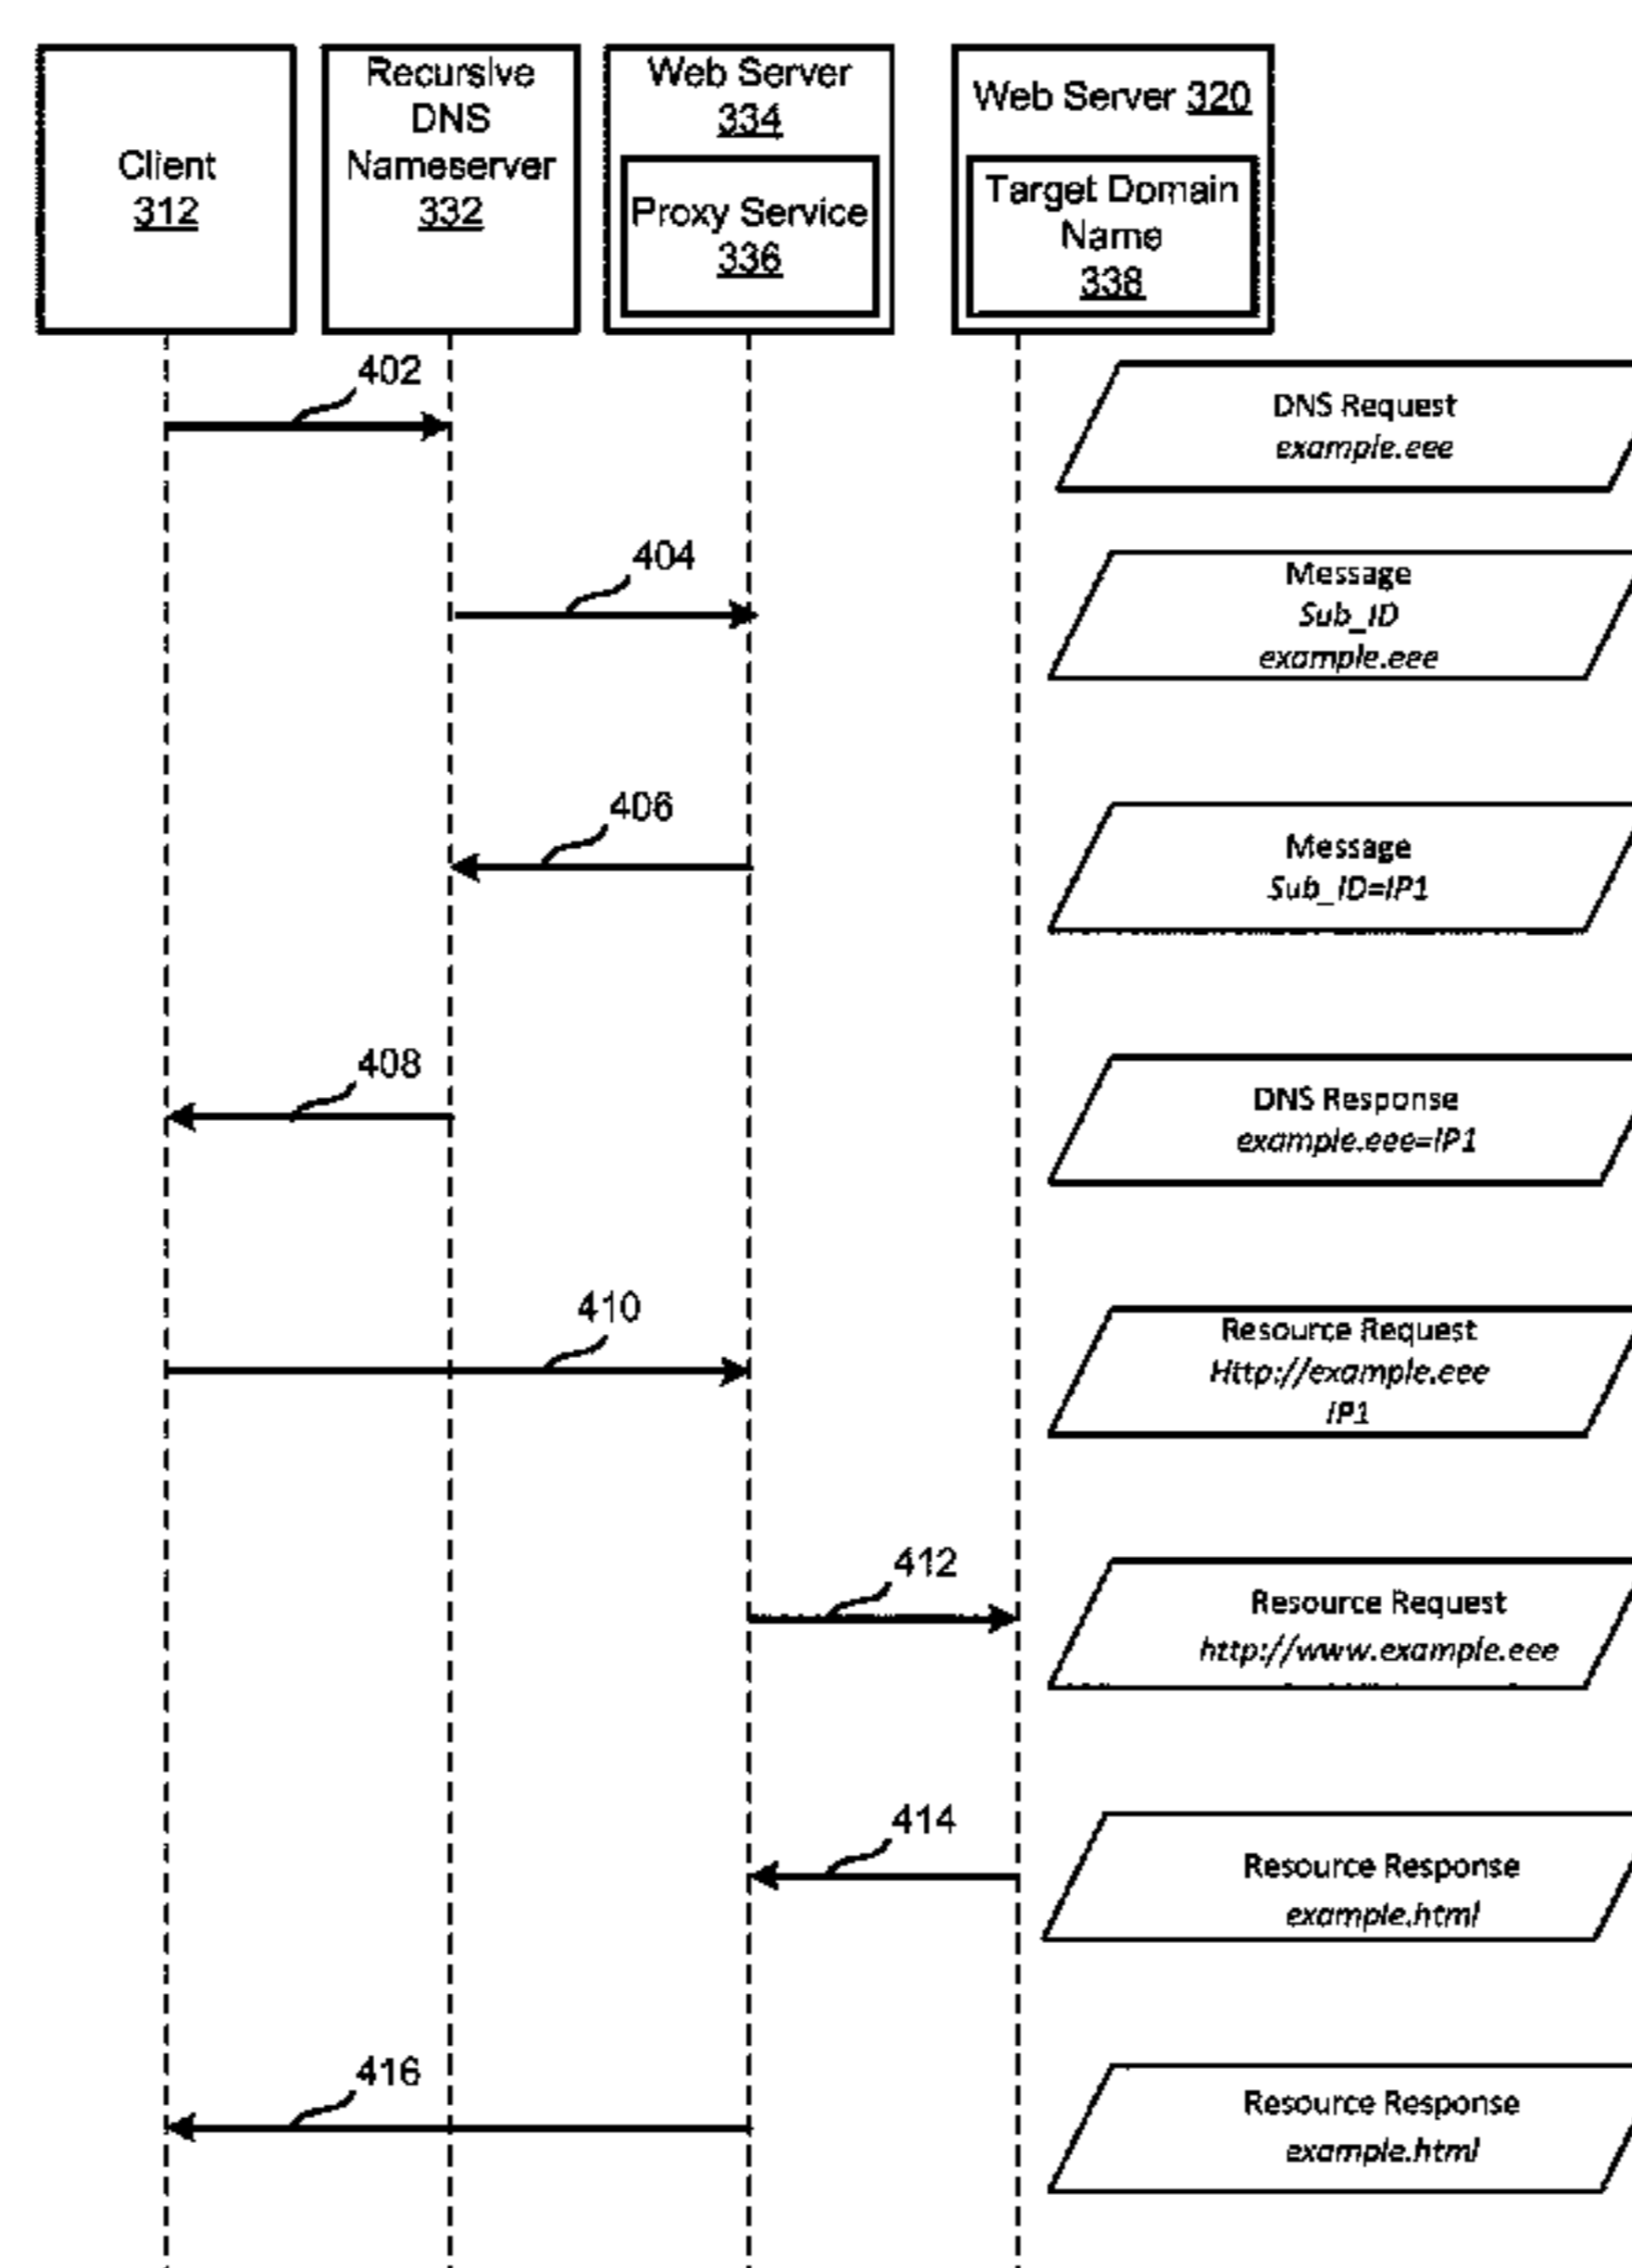 Client
312
Recursive
DNS
Nameserver
332
Web Server
334
Proxy Service
336
Web Server 320
Target Domain
Name
338
402
DNS Request
example.eee
404
Message
Sub_ID
example.eee
406
Message
Sub_ID=IP1
408
DNS Response
example.eee=IP1
410
Resource Request
Http://example.eee
IP1
412
Resource Request
http://www.example.eee
414
Resource Response
example.html
416
Resource Response
example.html